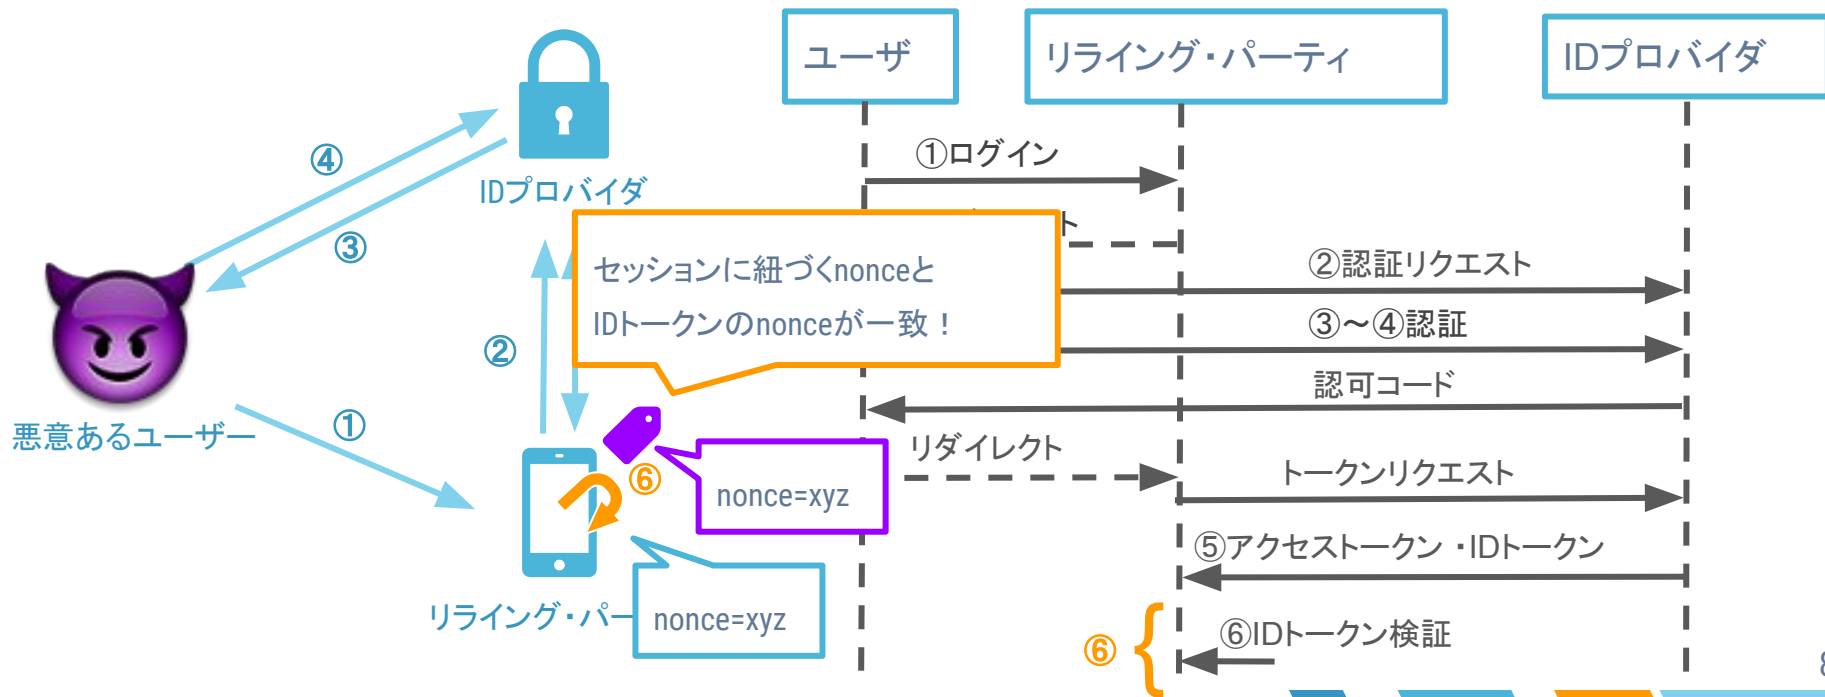 ユーザ
リライング・パーティ
IDプロバイダ
①ログイン
ト
②認証リクエスト
③～④認証
認可コード
リダイレクト
トークンリクエスト
⑤アクセストークン・IDトークン
⑥
⑥IDトークン検証
④
③
IDプロバイダ
セッションに紐づくnonceと
IDトークンのnonceが一致！
②
悪意あるユーザー
①
⑥
nonce=xyz
リライング・パー
nonce=xyz